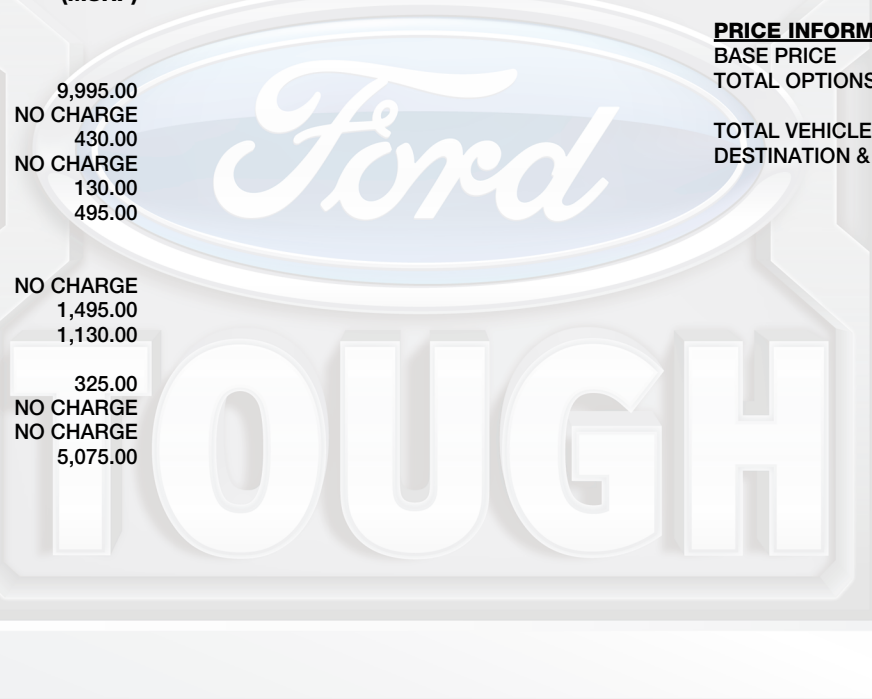 PRICE
BASE PRICE
TOTAL OPTIONS
TOTAL VEHICLE
DESTINATION &
9,995.00
NO CHARGE
430.00
NO CHARGE
130.00
495.00
NO CHARGE
1,495.00
1,130.00
325.00
NO CHARGE
NO CHARGE
5,075.00
Ford
TOUGH